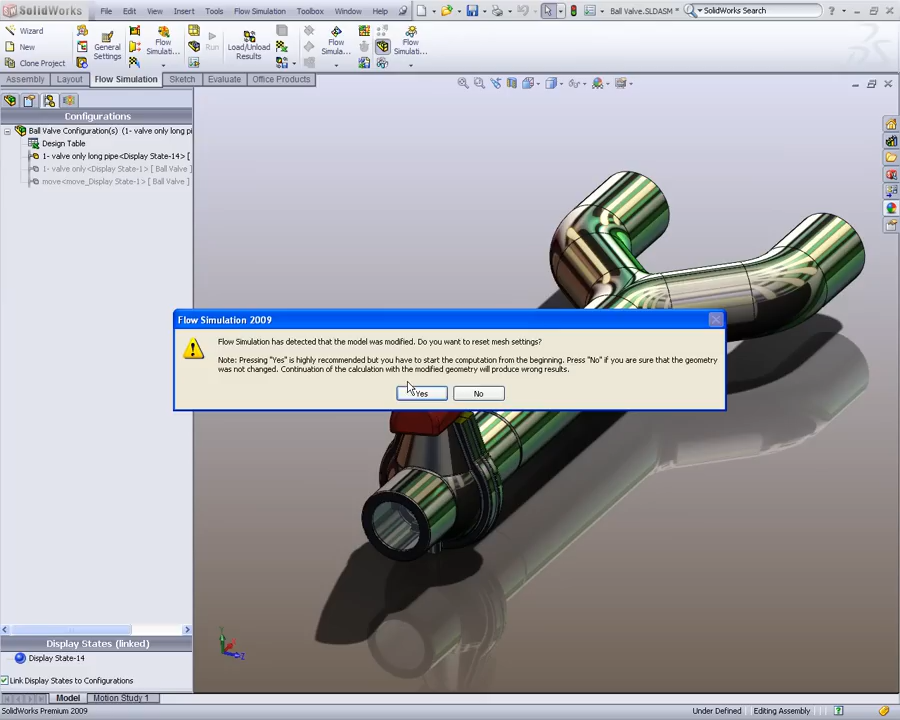 SolidWorks File Edit View Insert Tools Flow Simulation Toolbox Window Help Ball Valve.SLDASM * SolidWorks Search
Wizard
New
Clone Project
General Settings
Flow Simulati...
Run
Load/Unload Results
Flow Simula...
Flow Simulati...
Assembly Layout Flow Simulation Sketch Evaluate Office Products
Configurations
Ball Valve Configuration(s) (1- valve only long pi
Design Table
1- valve only long pipe<Display State-14> [
1- valve only<Display State-1> [ Ball Valve ]
move<move_Display State-1> [ Ball Valve ]
Flow Simulation 2009
Flow Simulation has detected that the model was modified. Do you want to reset mesh settings?
Note: Pressing "Yes" is highly recommended but you have to start the computation from the beginning. Press "No" if you are sure that the geometry
was not changed. Continuation of the calculation with the modified geometry will produce wrong results.
Yes No
Display States (linked)
Display State-14
Link Display States to Configurations
Model Motion Study 1
SolidWorks Premium 2009 Under Defined Editing Assembly